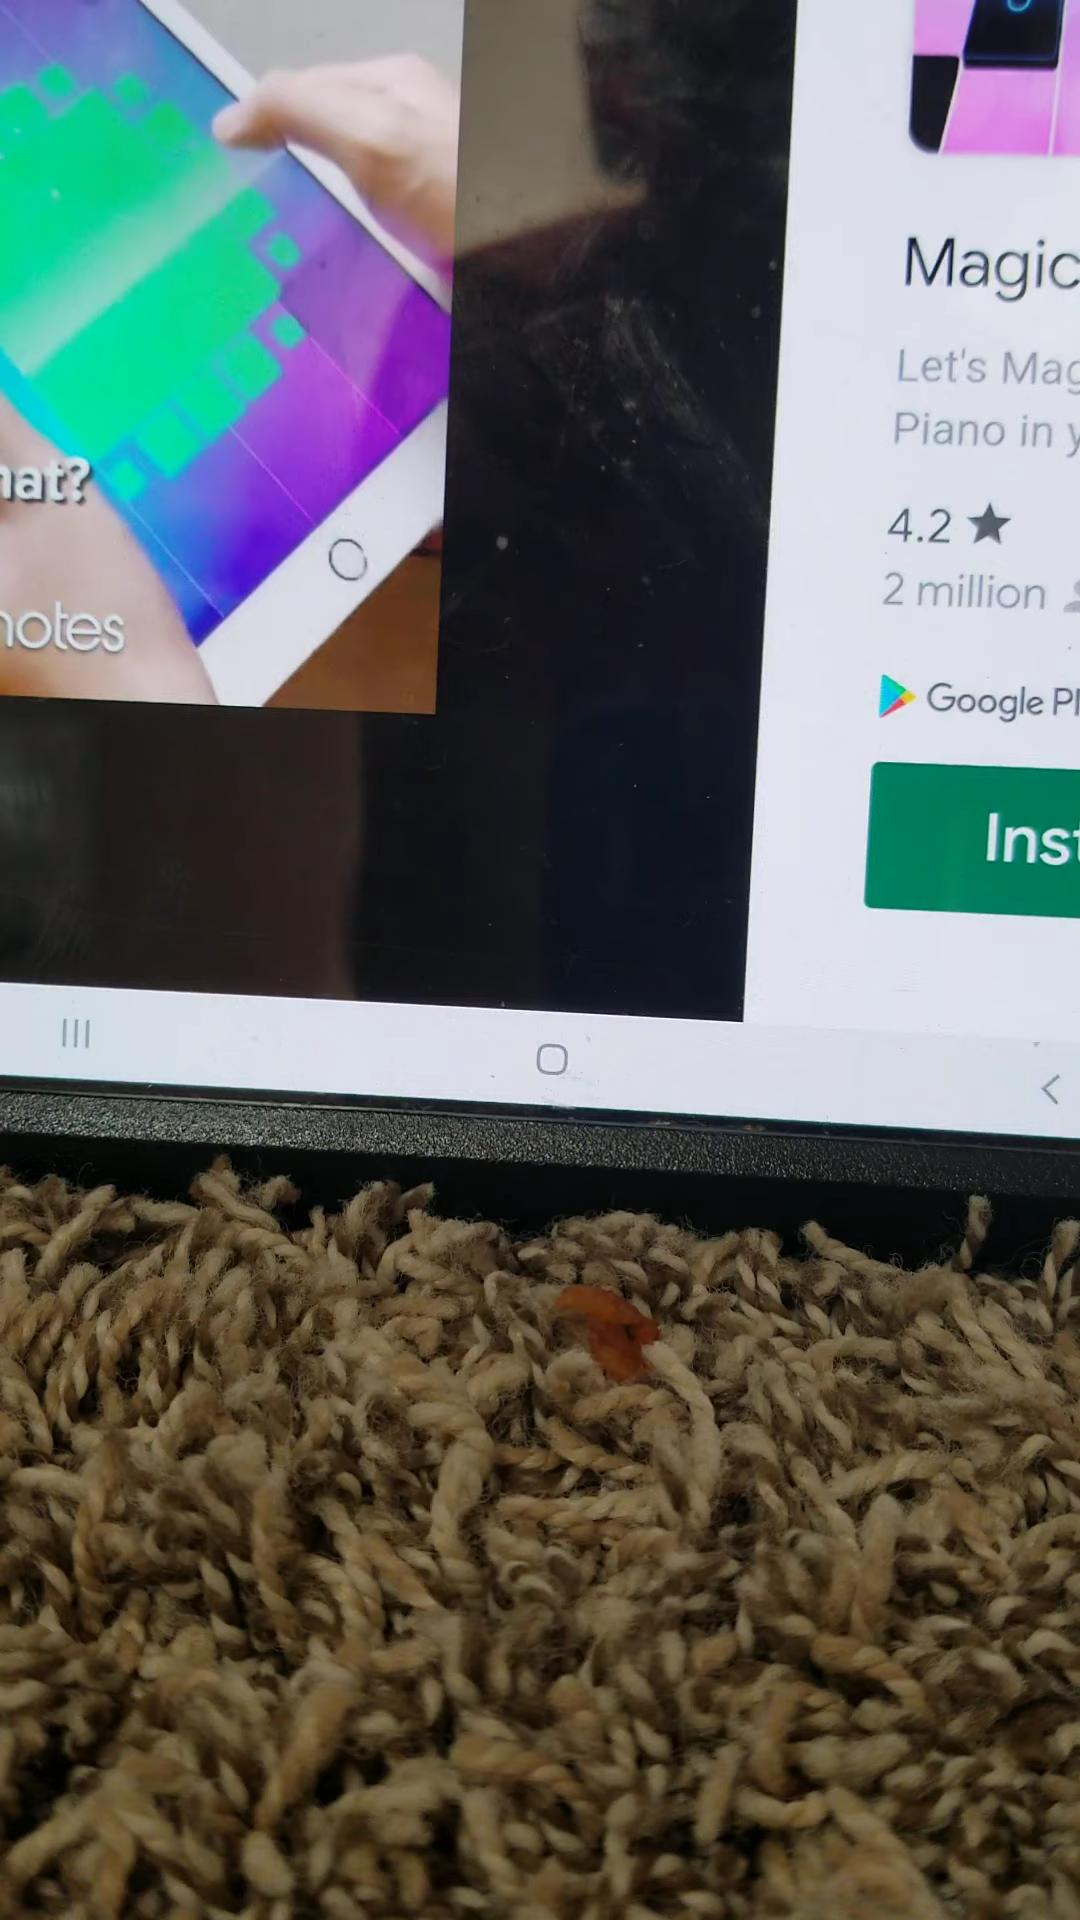 hat?
notes
Magic
Let's Mag
Piano in y
4.2 ★
2 million
Google Pl
Inst